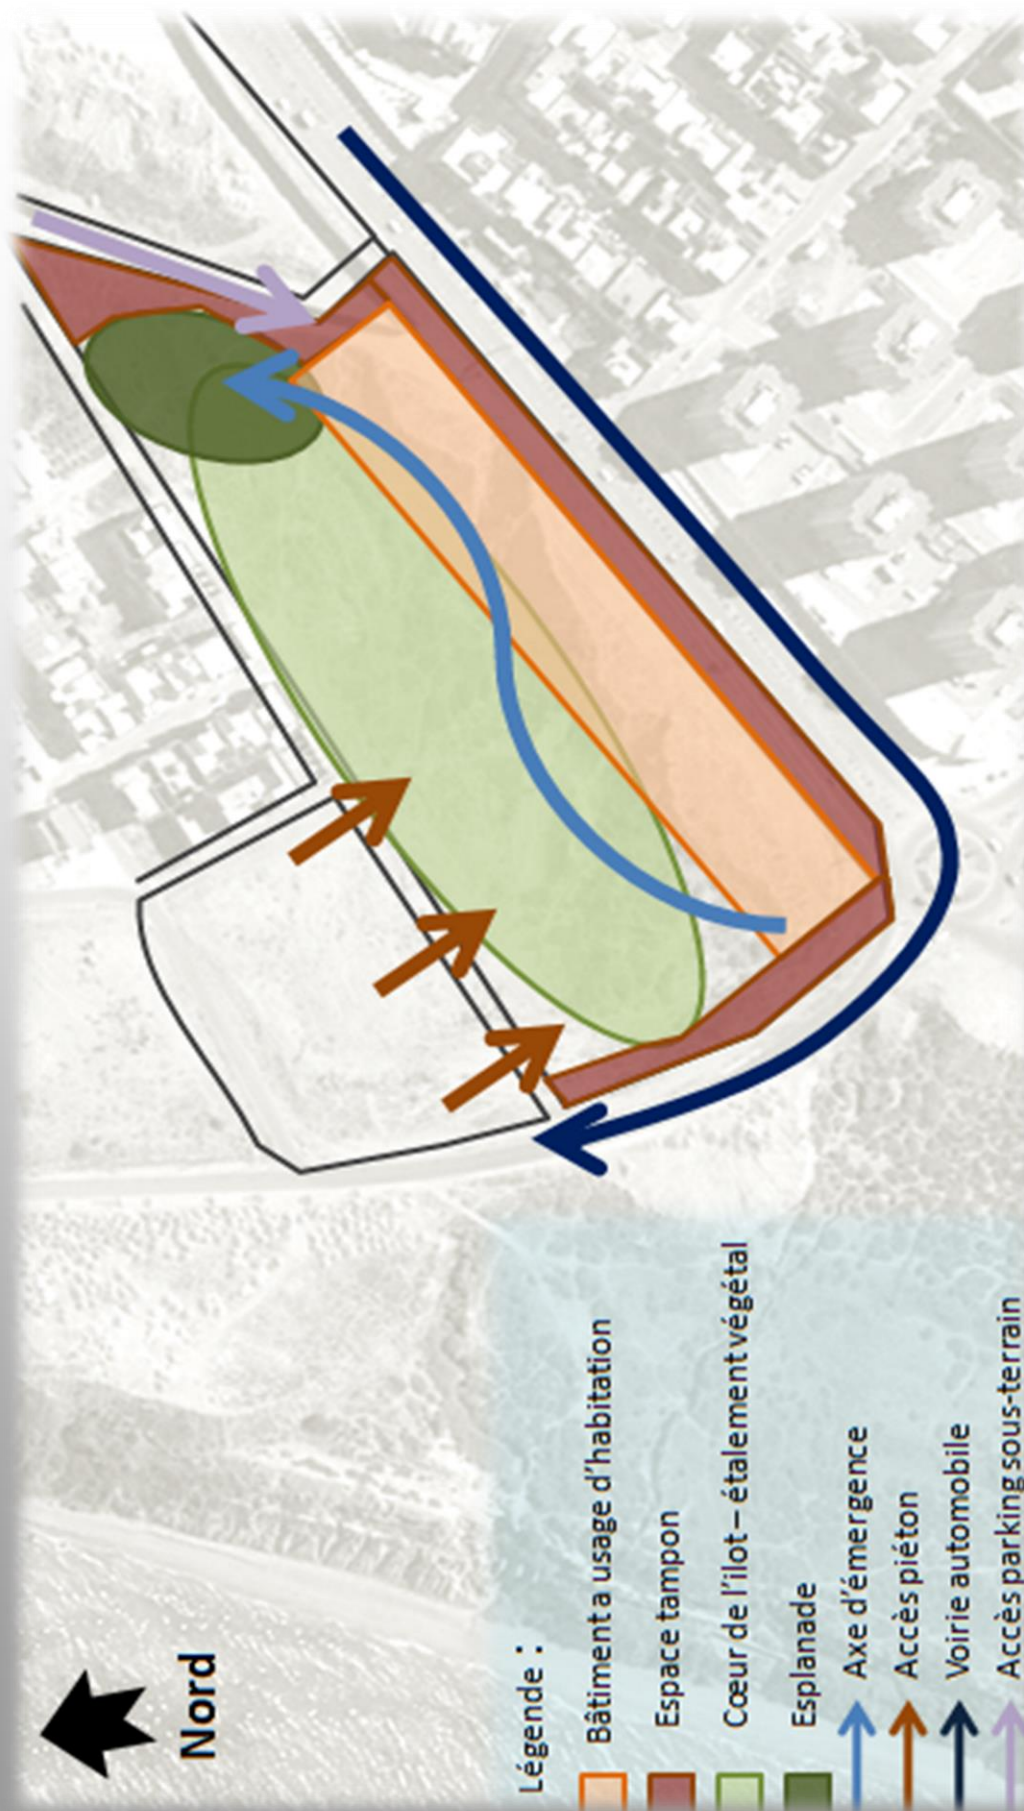 Nord
Légende :
Bâtiment a usage d'habitation
Espace tampon
Cœur de l'ilot – étalement végétal
Esplanade
Axe d'émergence
Accès piéton
Voirie automobile
Accès parking sous-terrain